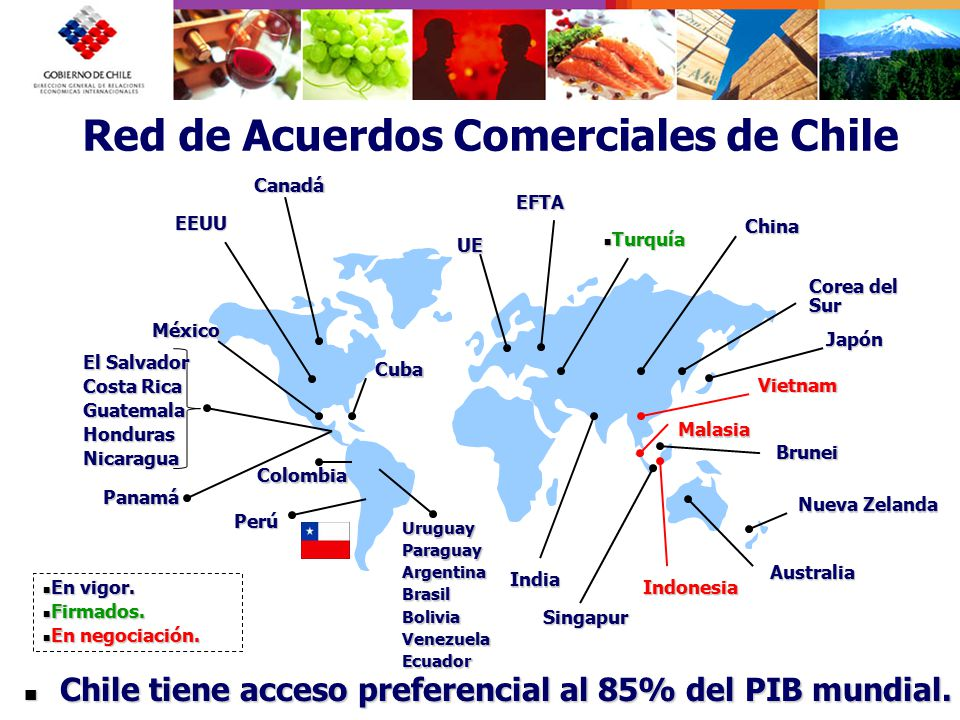 GOBIERNO DE CHILE
DIRECCIÓN GENERAL DE RELACIONES
ECONÓMICAS INTERNACIONALES
Red de Acuerdos Comerciales de Chile
Canadá
EEUU
EFTA
UE
Turquía
China
Corea del
Sur
Japón
México
El Salvador
Costa Rica
Guatemala
Honduras
Nicaragua
Cuba
Vietnam
Malasia
Brunei
Colombia
Panamá
Perú
Nueva Zelanda
Uruguay
Paraguay
Argentina
Brasil
Bolivia
Venezuela
Ecuador
India
Singapur
Indonesia
Australia
En vigor.
Firmados.
En negociación.
Chile tiene acceso preferencial al 85% del PIB mundial.